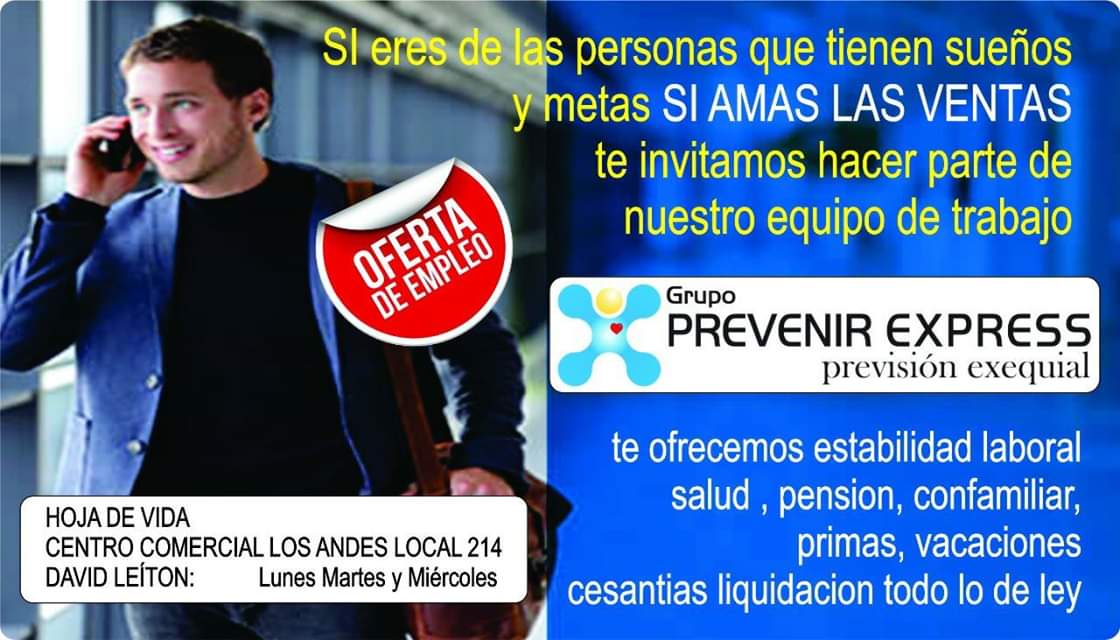 SI eres de las personas que tienen sueños
y metas SI AMAS LAS VENTAS
te invitamos hacer parte de
nuestro equipo de trabajo
OFERTA
DE EMPLEO
Grupo
PREVENIR EXPRESS
previsión exequial
te ofrecemos estabilidad laboral
salud , pension, confamiliar,
primas, vacaciones
cesantias liquidacion todo lo de ley
HOJA DE VIDA
CENTRO COMERCIAL LOS ANDES LOCAL 214
DAVID LEÍTON: Lunes Martes y Miércoles